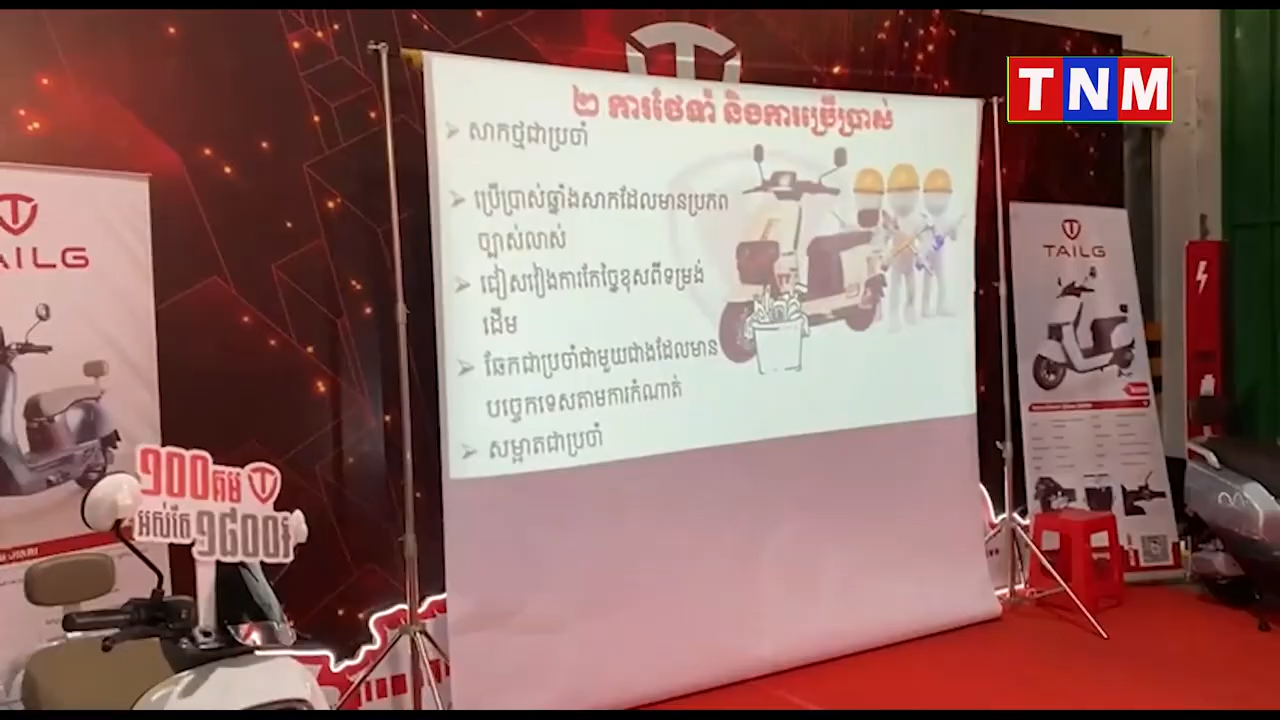 TNM
២ ការថែទាំ និងការប្រើប្រាស់
➢ សាកថ្មជាប្រចាំ
➢ ប្រើប្រាស់ឆ្នាំងសាកដែលមានប្រភព
ច្បាស់លាស់
➢ ជៀសវៀងការកែច្នៃខុសពីទម្រង់
ដើម
➢ ឆែកជាប្រចាំជាមួយជាងដែលមាន
បច្ចេកទេសតាមការកំណាត់
➢ សម្អាតជាប្រចាំ
AILG
TAILG
១០០គម
អស់តែ ១៨០០៛